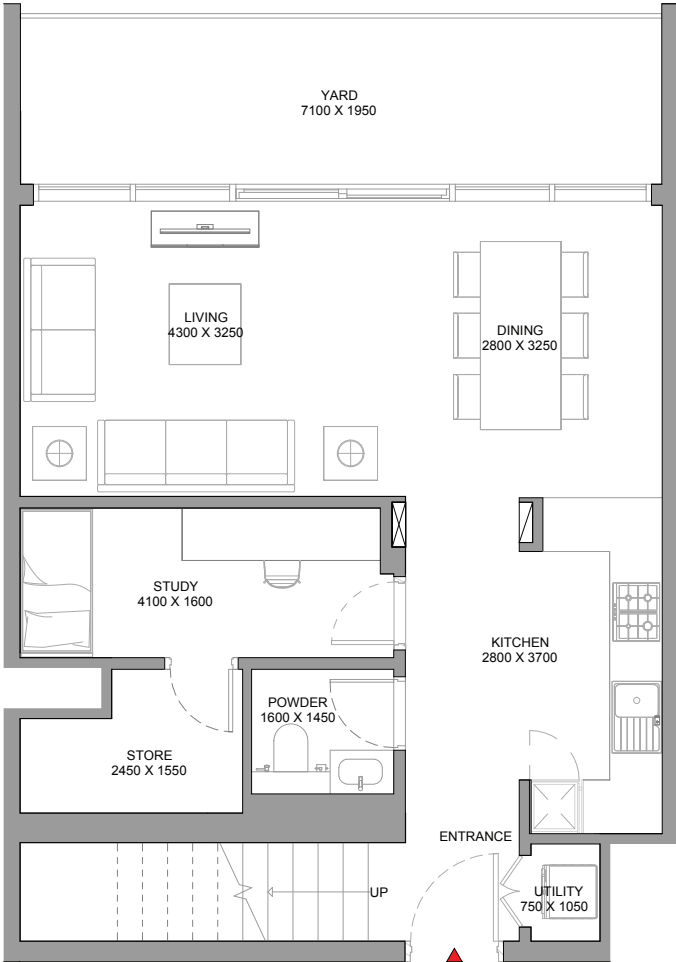 YARD
7100 X 1950
LIVING
4300 X 3250
DINING
2800 X 3250
STUDY
4100 X 1600
KITCHEN
2800 X 3700
POWDER
1600 X 1450
STORE
2450 X 1550
ENTRANCE
UP
UTILITY
750 X 1050